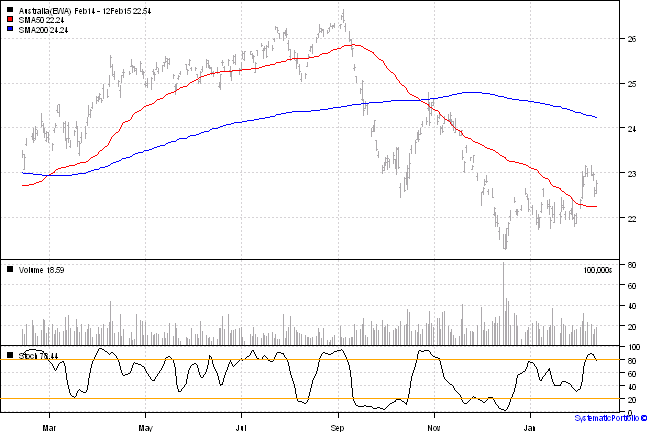 Australia(EWA) Feb14 - 12Feb15 22.54
SMA50 22.24
SMA200 24.24
26
25
24
23
22
Volume 18.59
100,000s
80
60
40
20
Stoch 78.44
100
80
60
40
20
0
Mar May Jul Sep Nov Jan
SystematicPortfolio ©